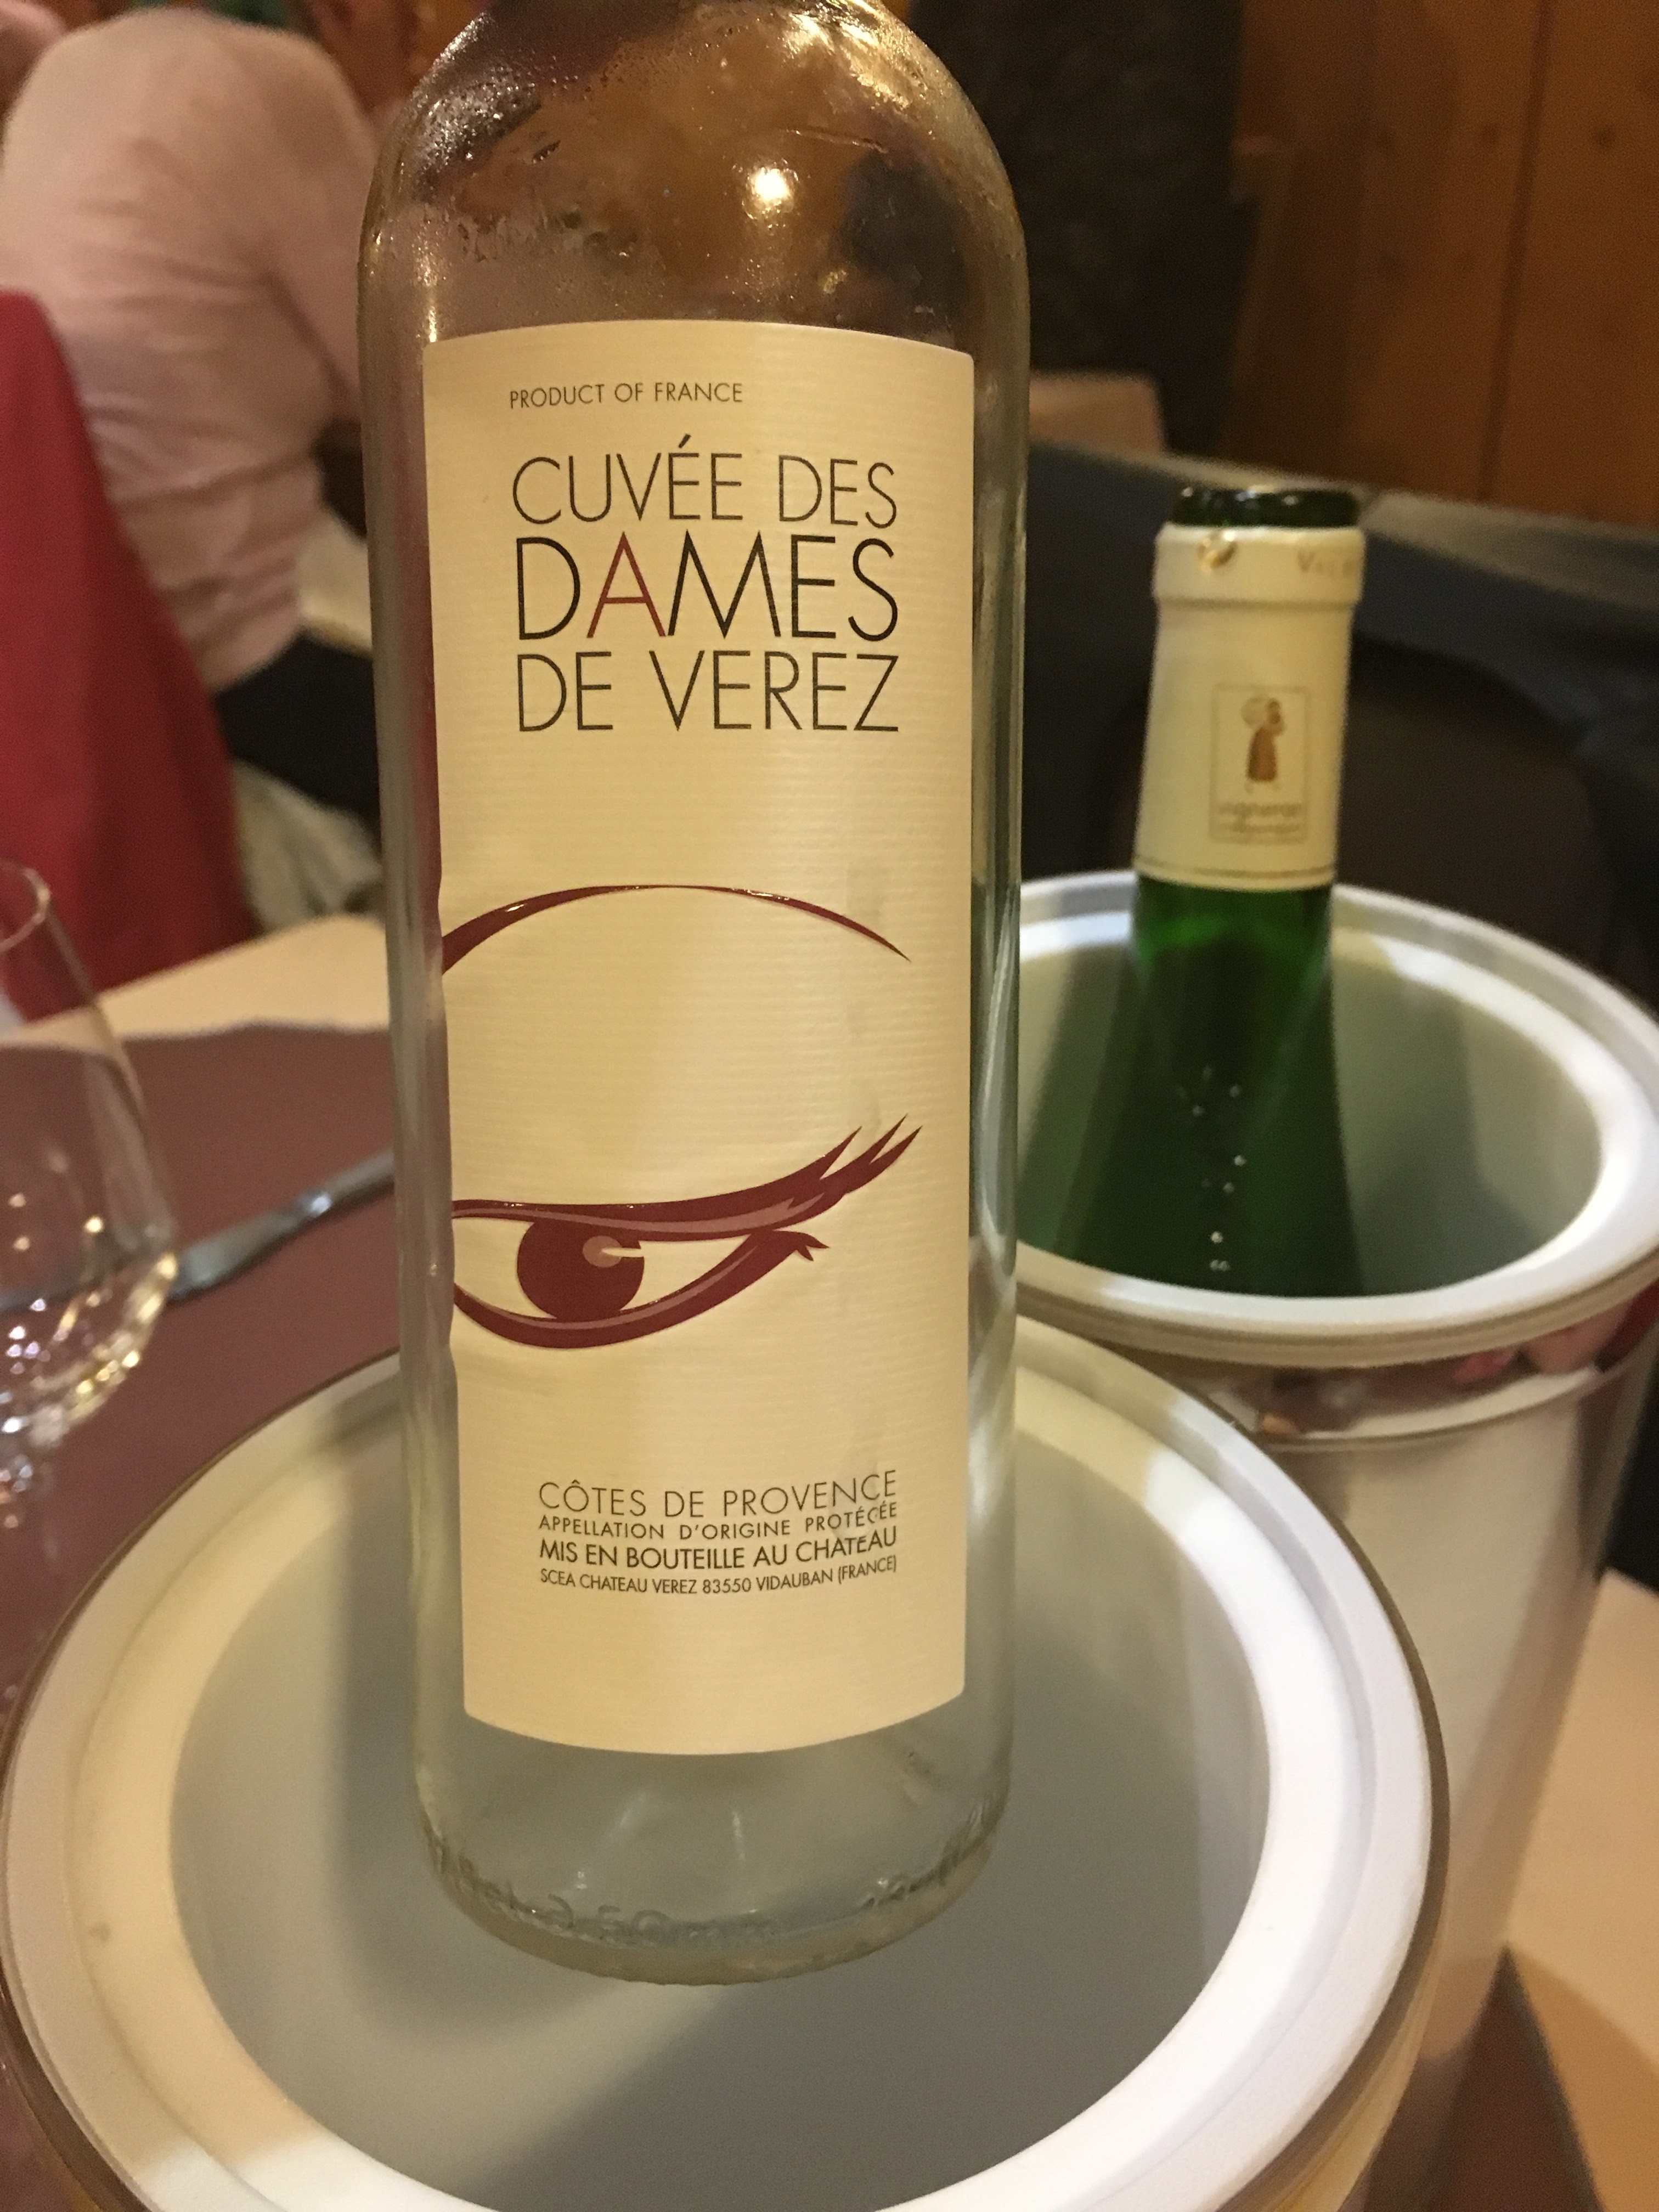 PRODUCT OF FRANCE
CUVÉE DES
DAMES
DE VEREZ
CÔTES DE PROVENCE
APPELLATION D'ORIGINE PROTÉGÉE
MIS EN BOUTEILLE AU CHATEAU
SCEA CHATEAU VEREZ 83550 VIDAUBAN (FRANCE)
vigneron